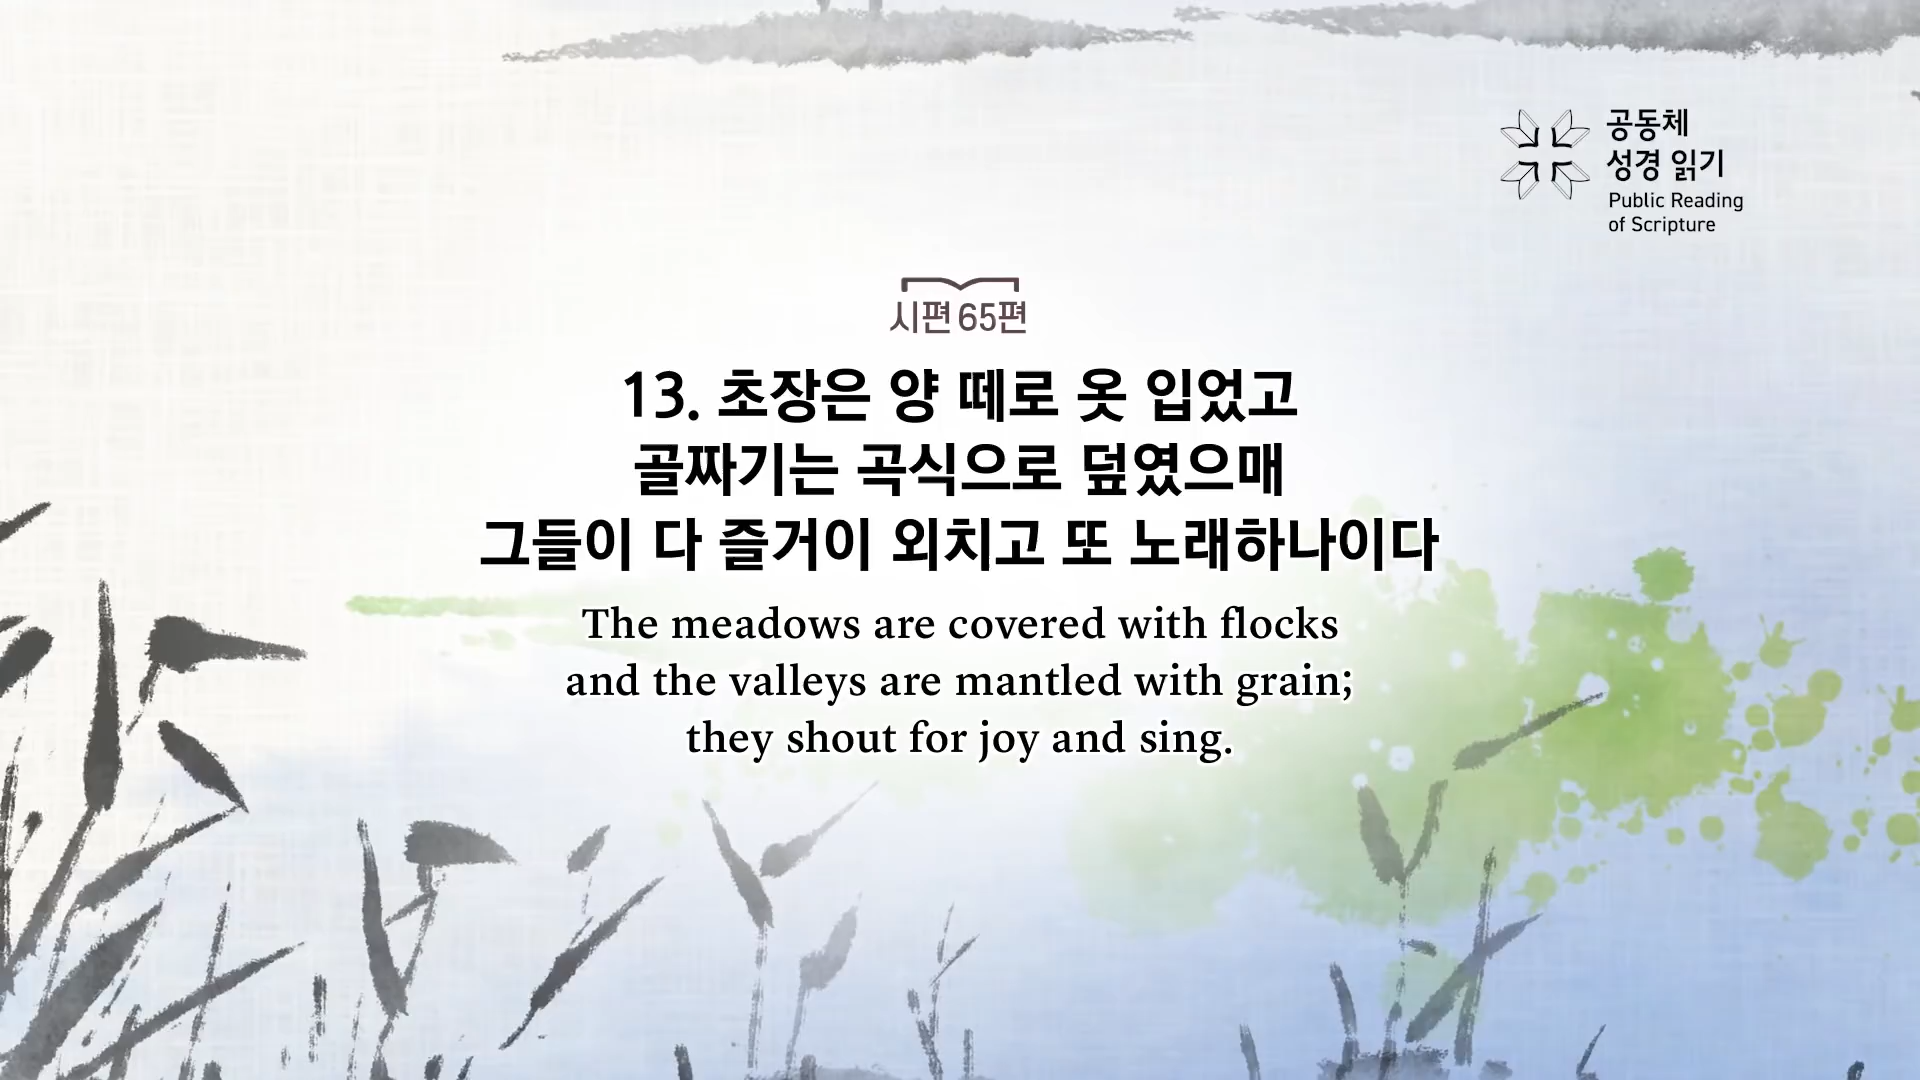 공동체
성경 읽기
Public Reading
of Scripture
시편 65편
13. 초장은 양 떼로 옷 입었고
골짜기는 곡식으로 덮였으매
그들이 다 즐거이 외치고 또 노래하나이다
The meadows are covered with flocks
and the valleys are mantled with grain;
they shout for joy and sing.